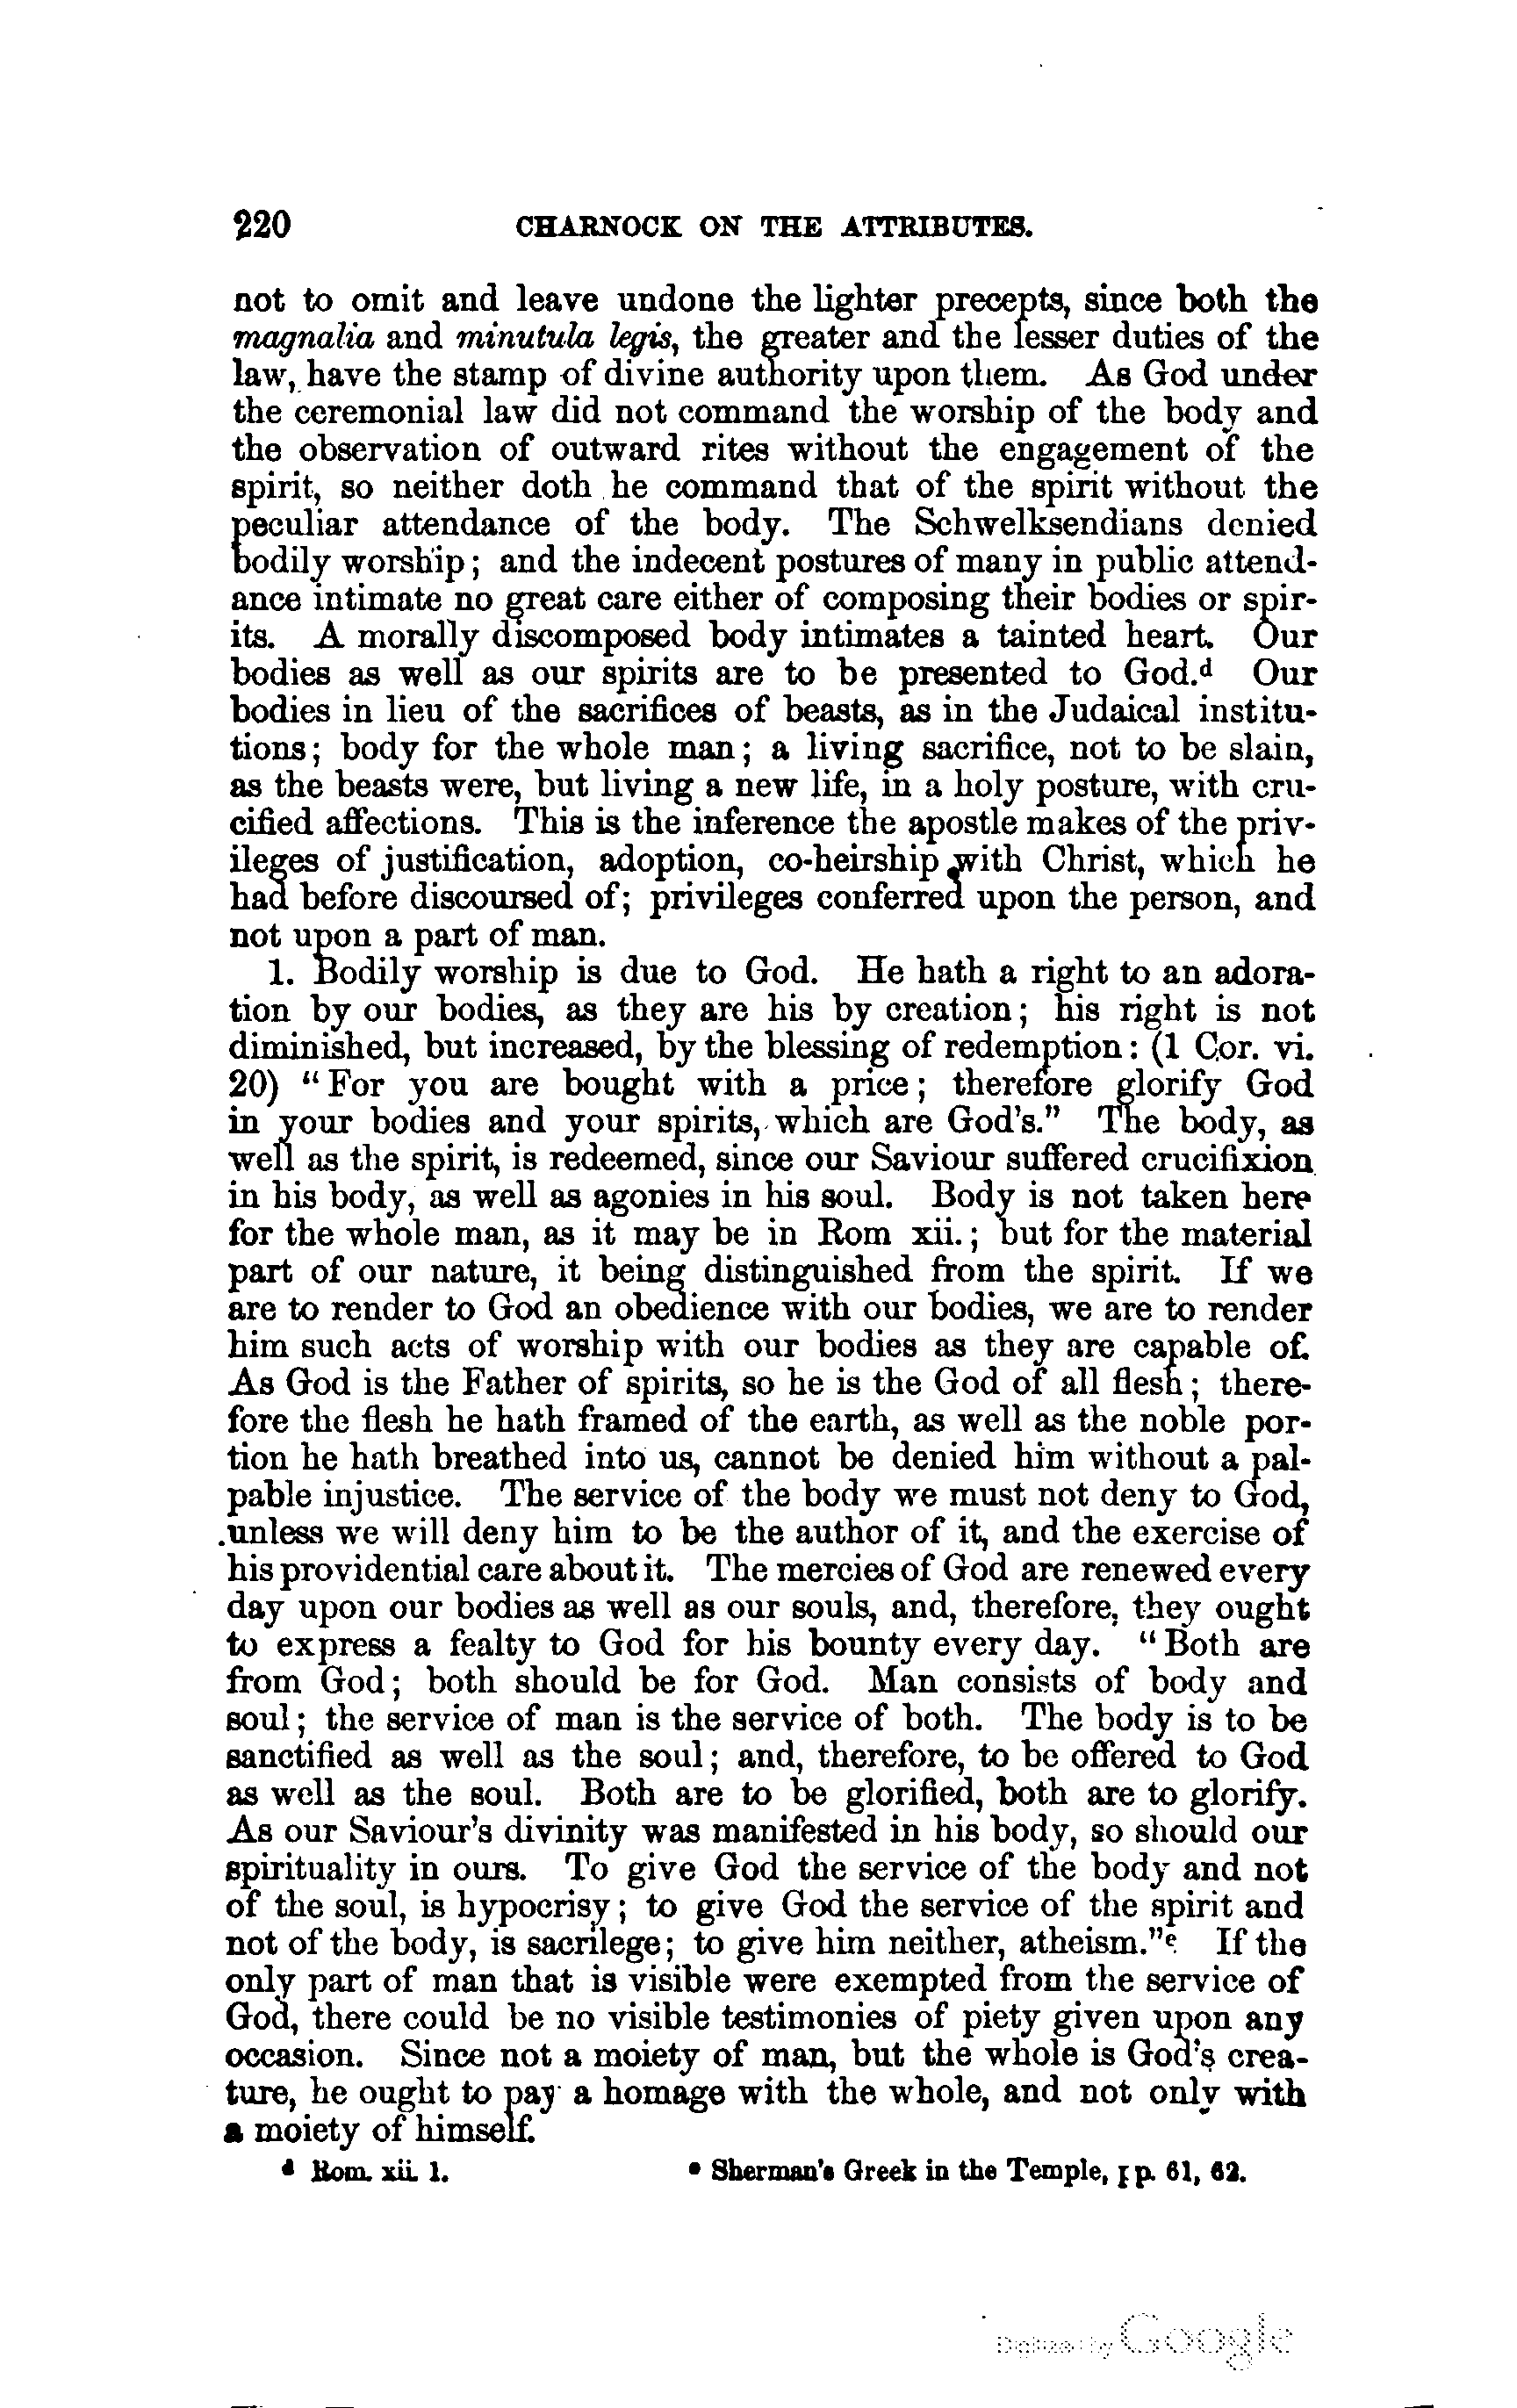 220 CHARNOCK ON THE ATTRIBUTES.
not to omit and leave undone the lighter precepts, since both the
magnalia and minutula legis, the greater and the lesser duties of the
law, have the stamp of divine authority upon them. As God under
the ceremonial law did not command the worship of the body and
the observation of outward rites without the engagement of the
spirit, so neither doth he command that of the spirit without the
peculiar attendance of the body. The Schwelksendians denied
bodily worship; and the indecent postures of many in public attend-
ance intimate no great care either of composing their bodies or spir-
its. A morally discomposed body intimates a tainted heart. Our
bodies as well as our spirits are to be presented to God.d Our
bodies in lieu of the sacrifices of beasts, as in the Judaical institu-
tions; body for the whole man; a living sacrifice, not to be slain,
as the beasts were, but living a new life, in a holy posture, with cru-
cified affections. This is the inference the apostle makes of the priv-
ileges of justification, adoption, co-heirship with Christ, which he
had before discoursed of; privileges conferred upon the person, and
not upon a part of man.
1. Bodily worship is due to God. He hath a right to an adora-
tion by our bodies, as they are his by creation; his right is not
diminished, but increased, by the blessing of redemption: (1 Cor. vi.
20) "For you are bought with a price; therefore glorify God
in your bodies and your spirits, which are God's." The body, as
well as the spirit, is redeemed, since our Saviour suffered crucifixion
in his body, as well as agonies in his soul. Body is not taken here
for the whole man, as it may be in Rom xii.; but for the material
part of our nature, it being distinguished from the spirit. If we
are to render to God an obedience with our bodies, we are to render
him such acts of worship with our bodies as they are capable of.
As God is the Father of spirits, so he is the God of all flesh; there-
fore the flesh he hath framed of the earth, as well as the noble por-
tion he hath breathed into us, cannot be denied him without a pal-
pable injustice. The service of the body we must not deny to God,
unless we will deny him to be the author of it, and the exercise of
his providential care about it. The mercies of God are renewed every
day upon our bodies as well as our souls, and, therefore, they ought
to express a fealty to God for his bounty every day. "Both are
from God; both should be for God. Man consists of body and
soul; the service of man is the service of both. The body is to be
sanctified as well as the soul; and, therefore, to be offered to God
as well as the soul. Both are to be glorified, both are to glorify.
As our Saviour's divinity was manifested in his body, so should our
spirituality in ours. To give God the service of the body and not
of the soul, is hypocrisy; to give God the service of the spirit and
not of the body, is sacrilege; to give him neither, atheism."e If the
only part of man that is visible were exempted from the service of
God, there could be no visible testimonies of piety given upon any
occasion. Since not a moiety of man, but the whole is God's crea-
ture, he ought to pay a homage with the whole, and not only with
a moiety of himself.
d Rom. xii. 1. e Sherman's Greek in the Temple, pp. 61, 62.
Digitized by Google